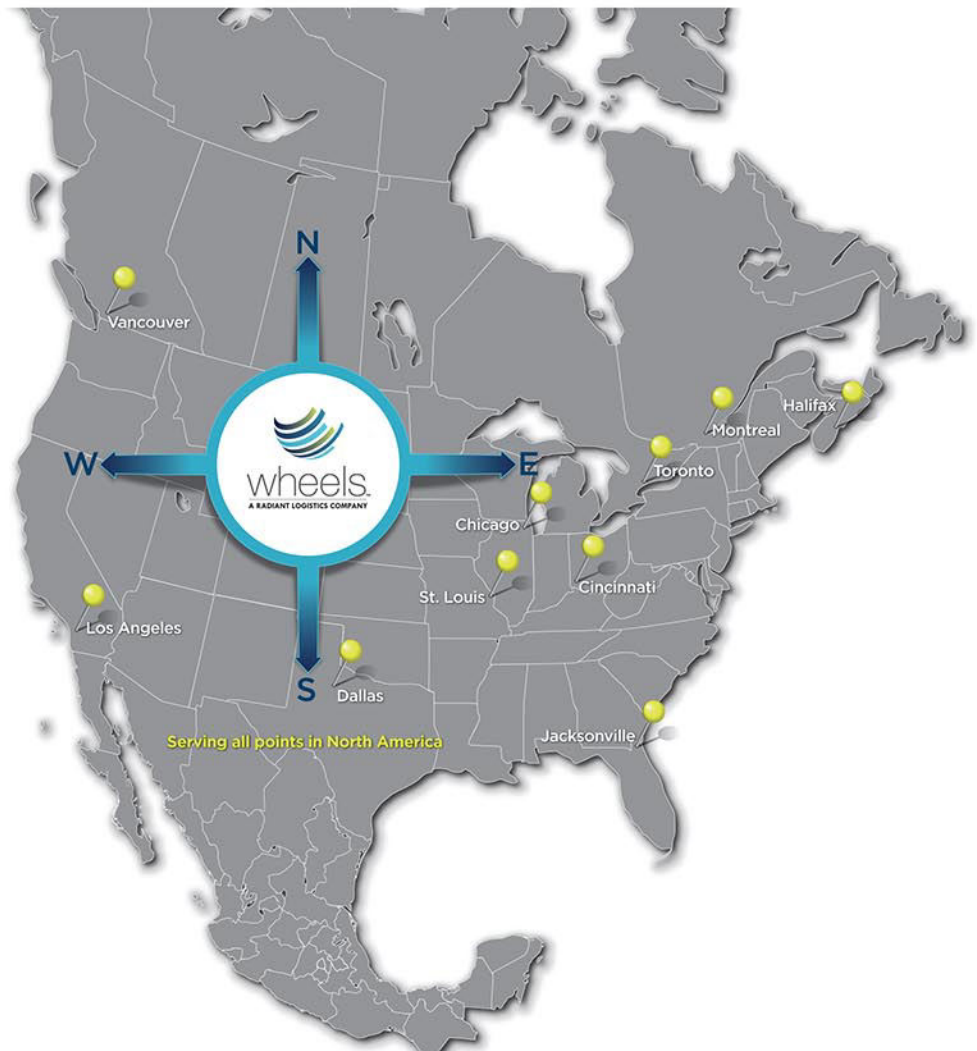 N
Vancouver
Halifax
Montreal
W
E
Toronto
wheels™
A RADIANT LOGISTICS COMPANY
Chicago
Cincinnati
St. Louis
Los Angeles
S
Dallas
Jacksonville
Serving all points in North America